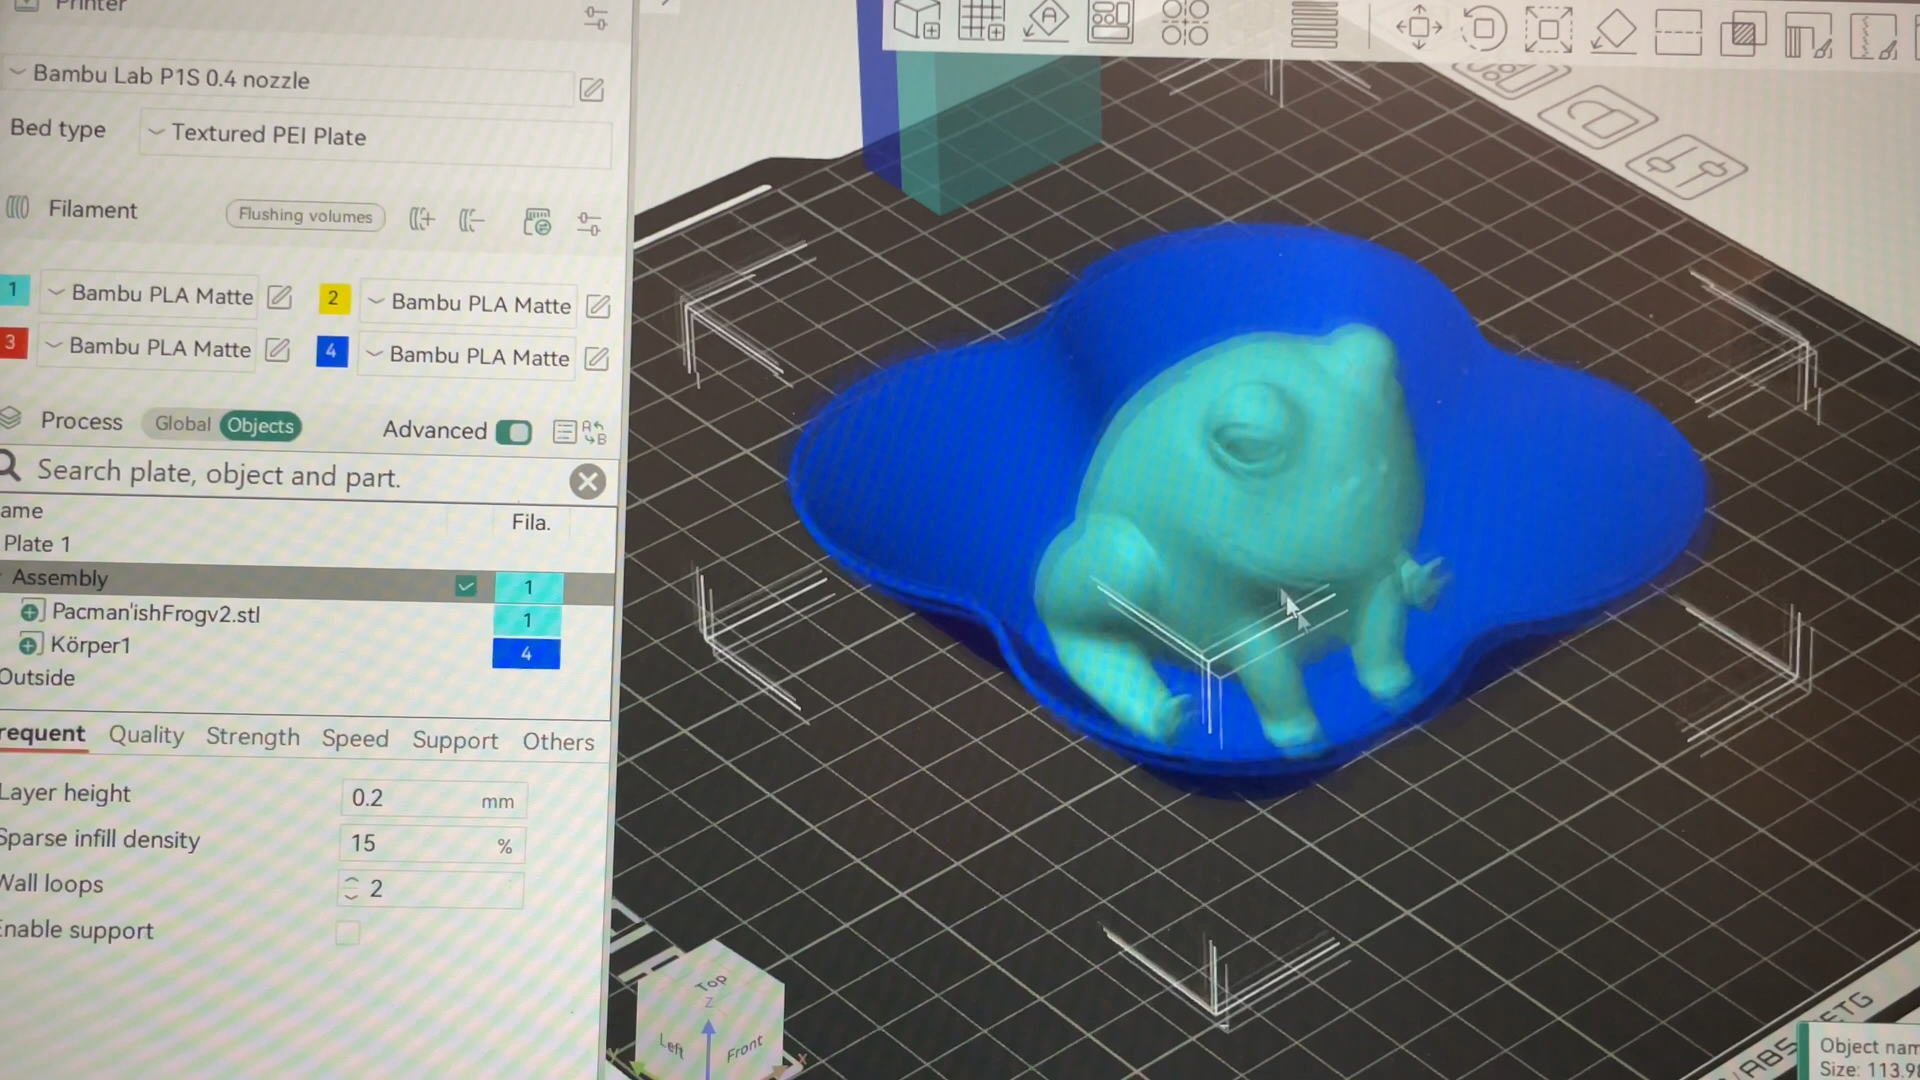 Printer
Bambu Lab P1S 0.4 nozzle
Bed type
Textured PEI Plate
Filament
Flushing volumes
1 Bambu PLA Matte
2 Bambu PLA Matte
3 Bambu PLA Matte
4 Bambu PLA Matte
Process
Global
Objects
Advanced
Search plate, object and part.
ame
Fila.
Plate 1
Assembly
1
Pacman'ishFrogv2.stl
1
Körper1
4
Outside
requent
Quality
Strength
Speed
Support
Others
Layer height
0.2
mm
Sparse infill density
15
%
Wall loops
2
Enable support
Top
Z
Left
Front
X
Y
ABS
ETG
Object nam
Size: 113.9